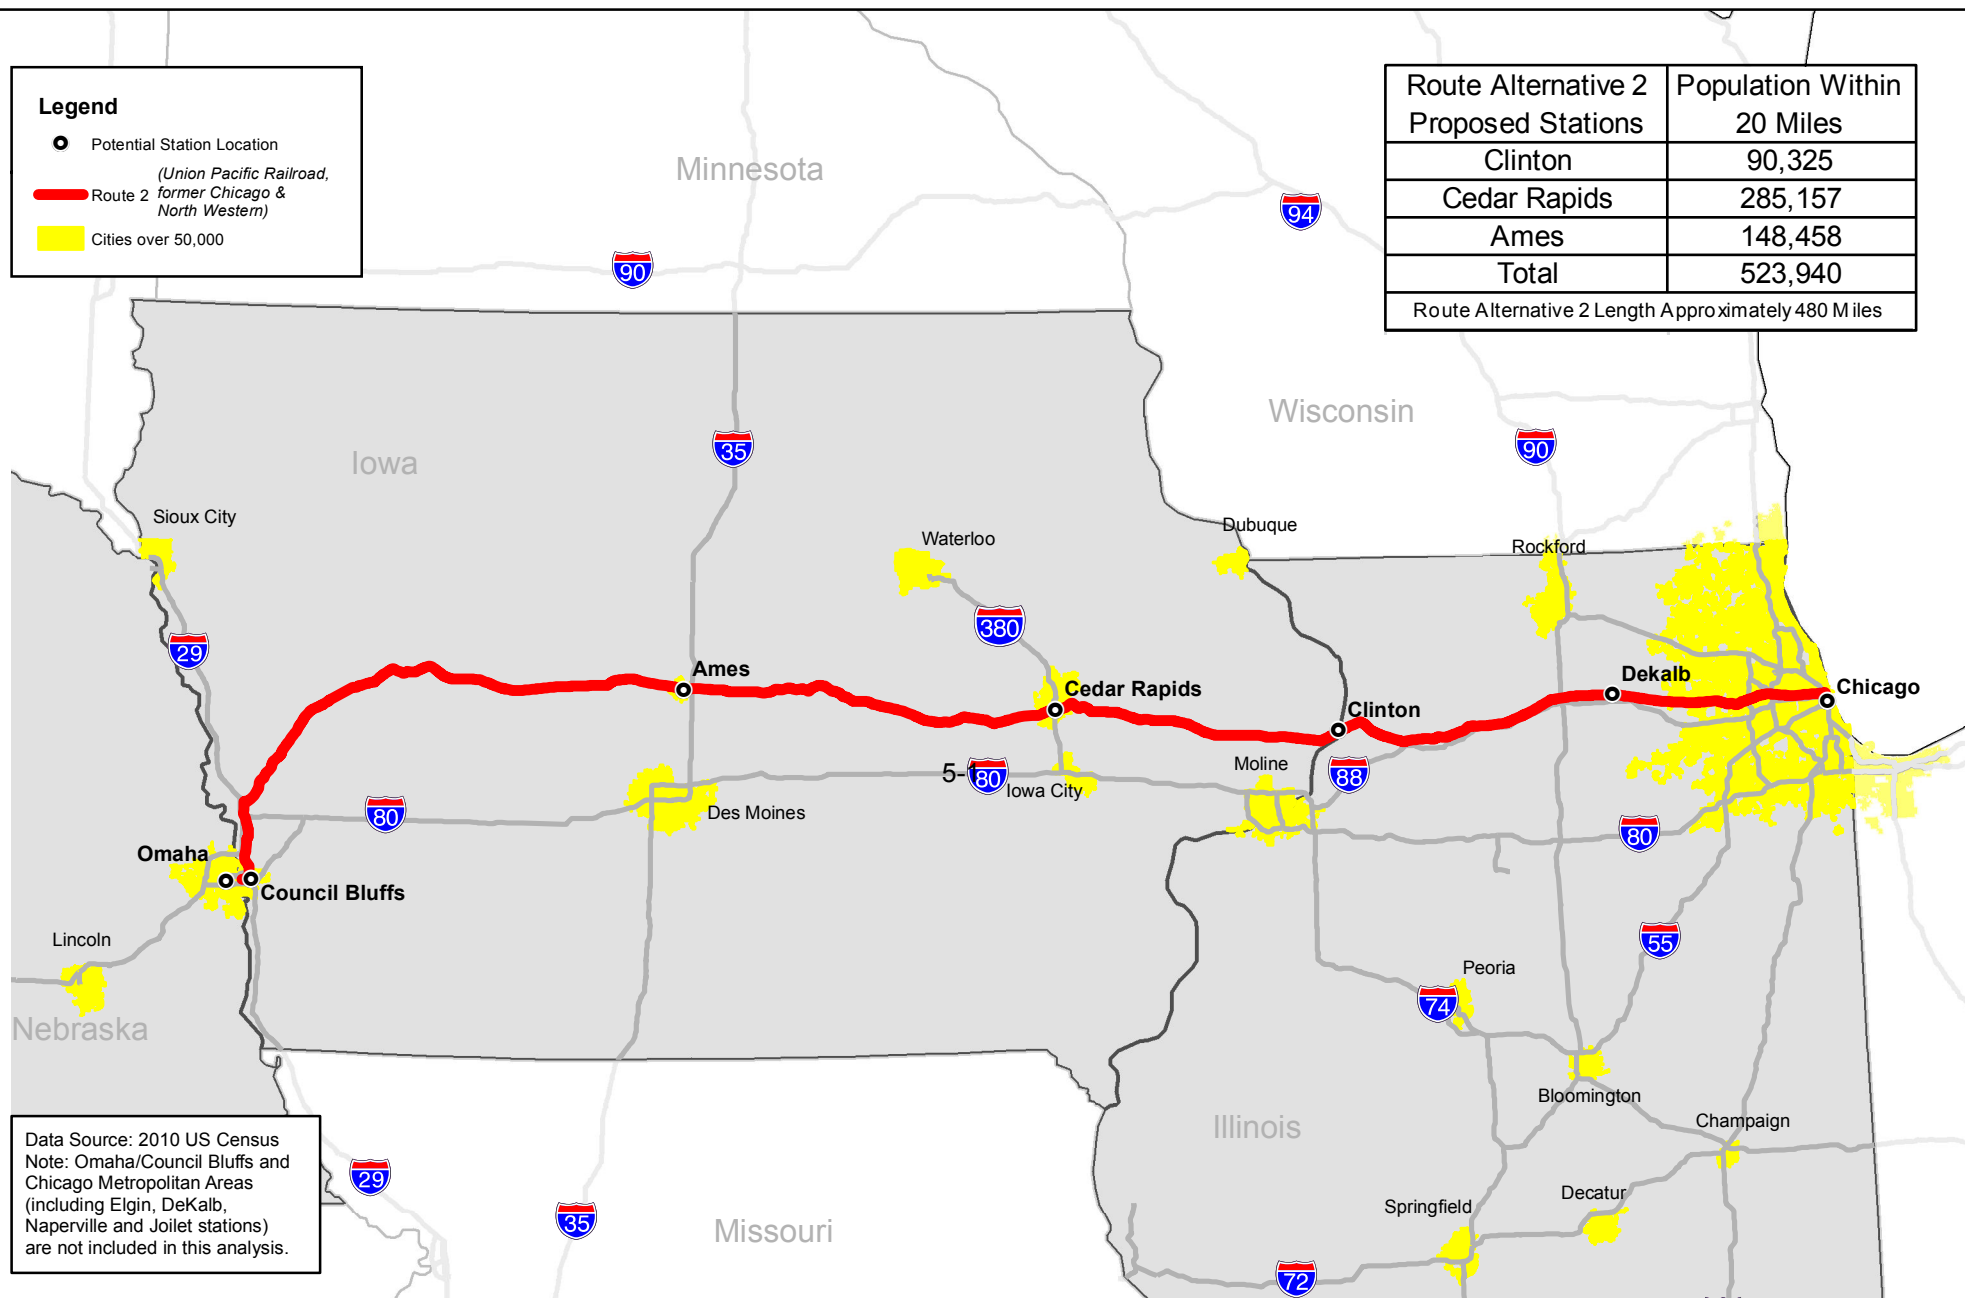 Legend
Potential Station Location
Route 2 (Union Pacific Railroad,
former Chicago &
North Western)
Cities over 50,000
Route Alternative 2 Proposed Stations
Population Within 20 Miles
Clinton 90,325
Cedar Rapids 285,157
Ames 148,458
Total 523,940
Route Alternative 2 Length Approximately 480 Miles
Minnesota
94
90
Wisconsin
90
35
Iowa
Sioux City
Dubuque
Waterloo
Rockford
380
29
Ames
Dekalb
Chicago
Cedar Rapids
Clinton
Moline
88
5-1
80
Iowa City
80
Des Moines
80
Omaha
Council Bluffs
Lincoln
55
Peoria
74
Nebraska
Bloomington
Champaign
Illinois
Data Source: 2010 US Census
Note: Omaha/Council Bluffs and
Chicago Metropolitan Areas
(including Elgin, DeKalb,
Naperville and Joilet stations)
are not included in this analysis.
29
35
Missouri
Springfield
Decatur
72